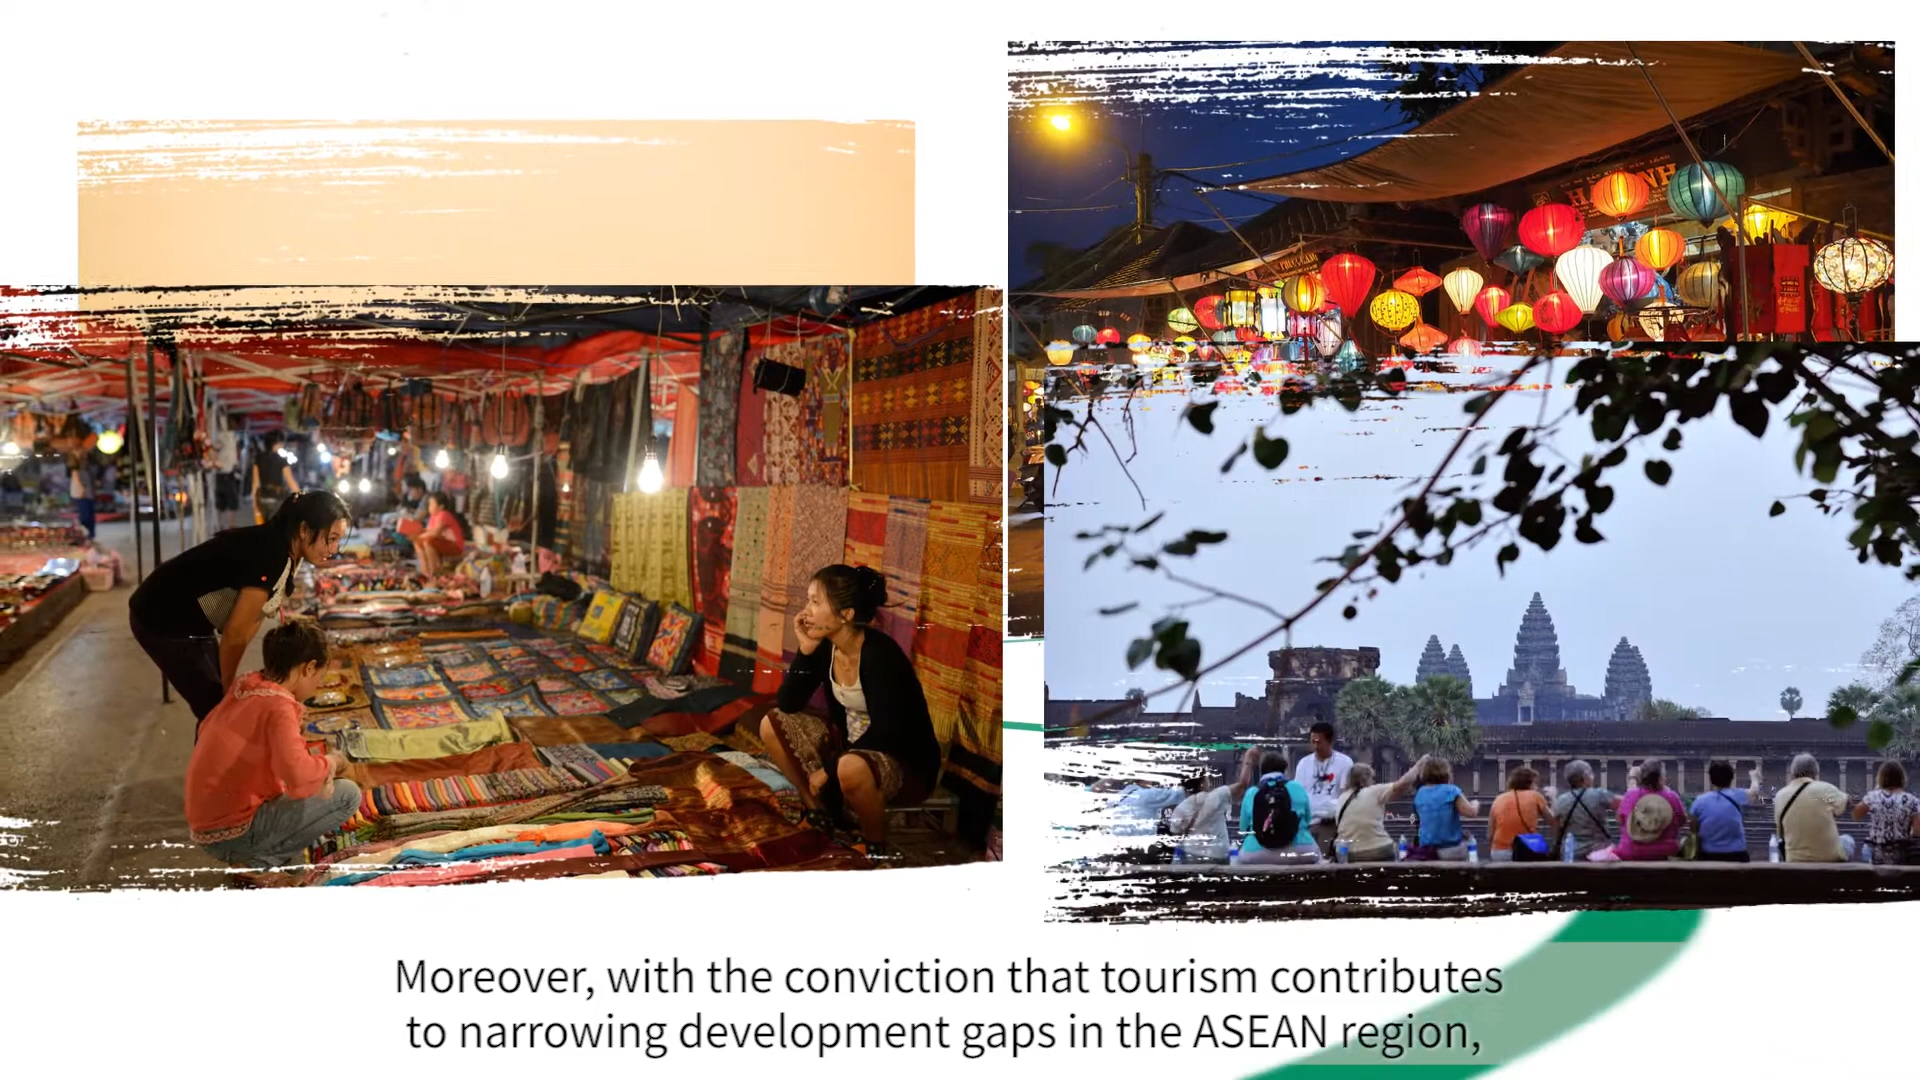 Moreover, with the conviction that tourism contributes
to narrowing development gaps in the ASEAN region,